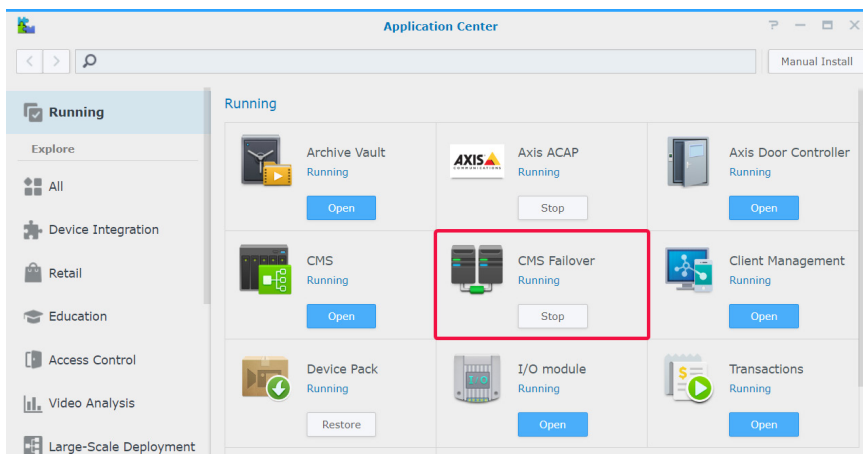 Application Center
Manual Install
Running
Explore
All
Device Integration
Retail
Education
Access Control
Video Analysis
Large-Scale Deployment
Running
Archive Vault
Running
Open
AXIS
COMMUNICATIONS
Axis ACAP
Running
Stop
Axis Door Controller
Running
Open
CMS
Running
Open
CMS Failover
Running
Stop
Client Management
Running
Open
Device Pack
Running
Restore
I/O
I/O module
Running
Open
Transactions
Running
Open